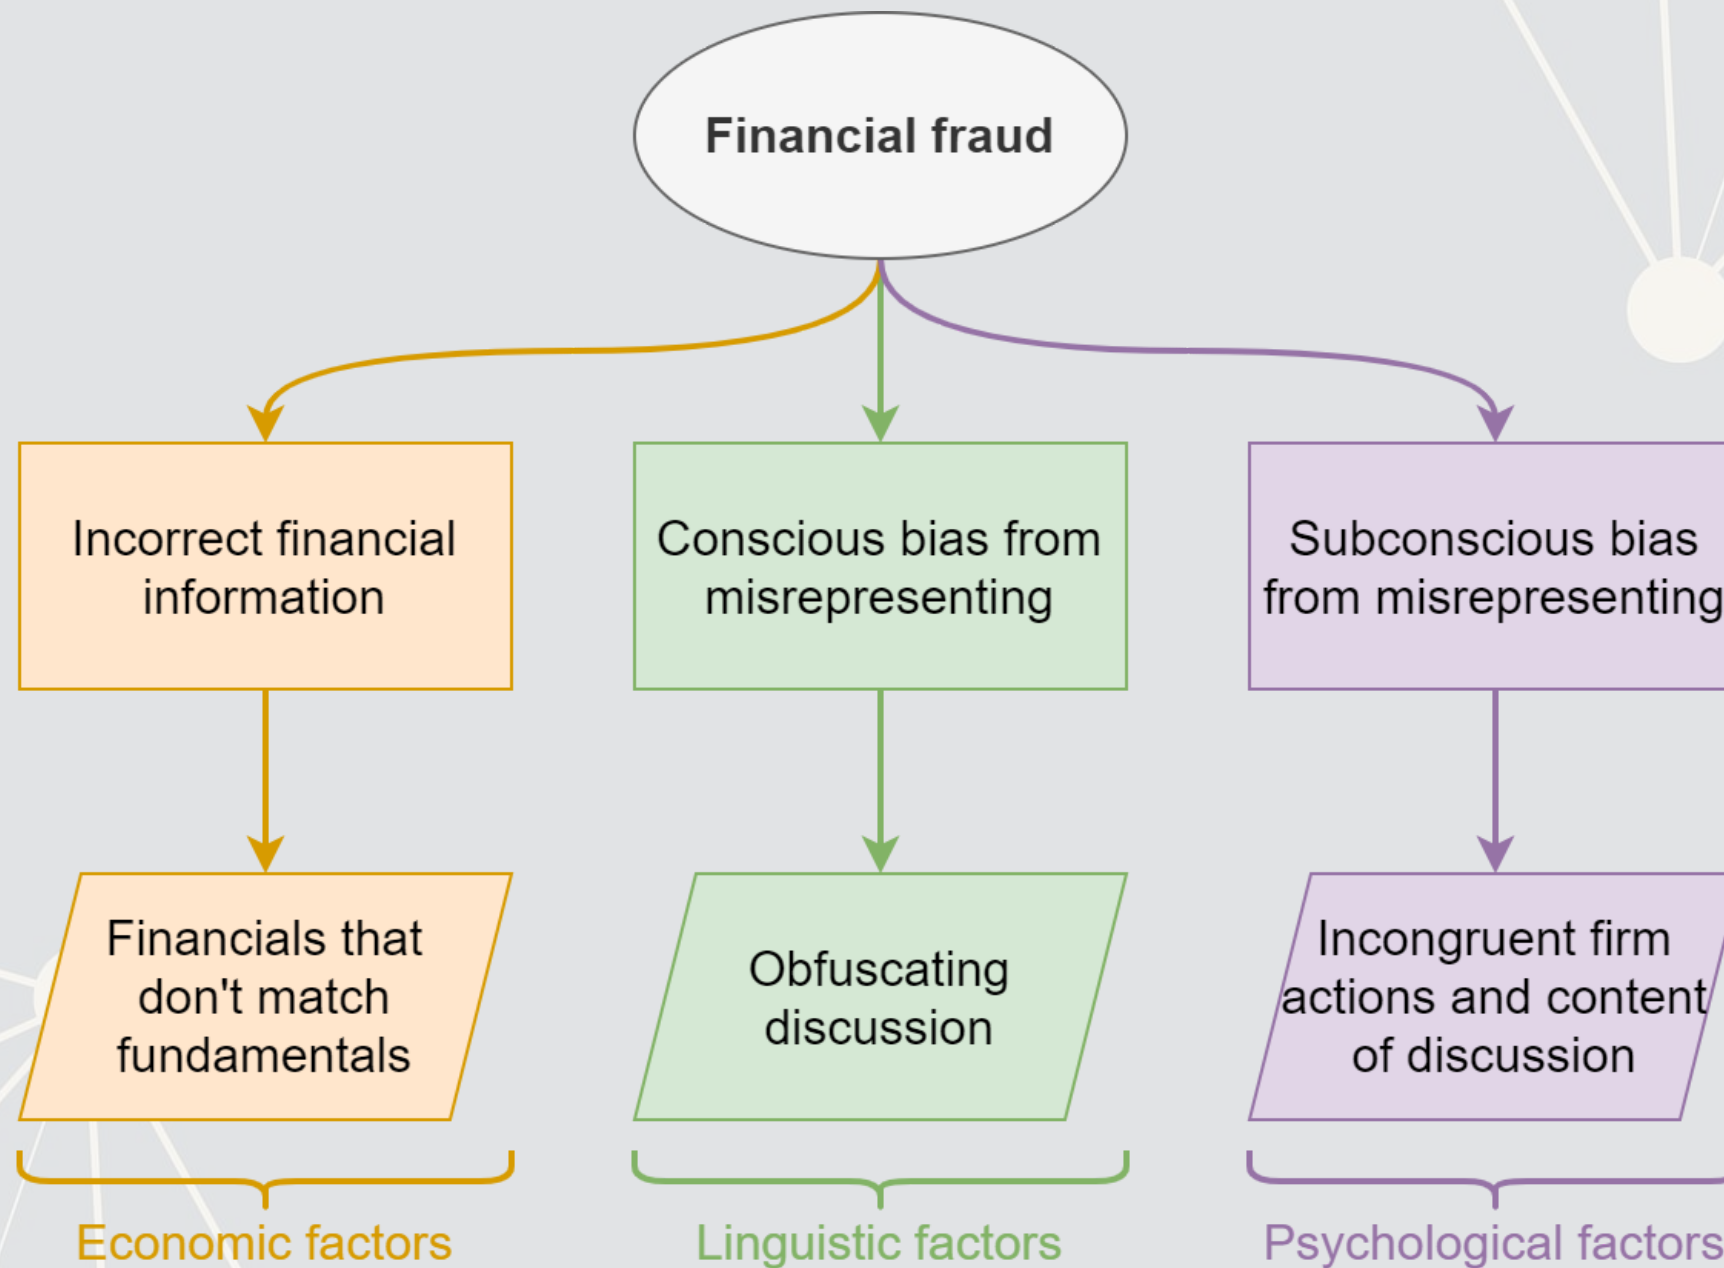 Financial fraud
Incorrect financial
information
Conscious bias from
misrepresenting
Subconscious bias
from misrepresenting
Financials that
don't match
fundamentals
Obfuscating
discussion
Incongruent firm
actions and content
of discussion
Economic factors
Linguistic factors
Psychological factors